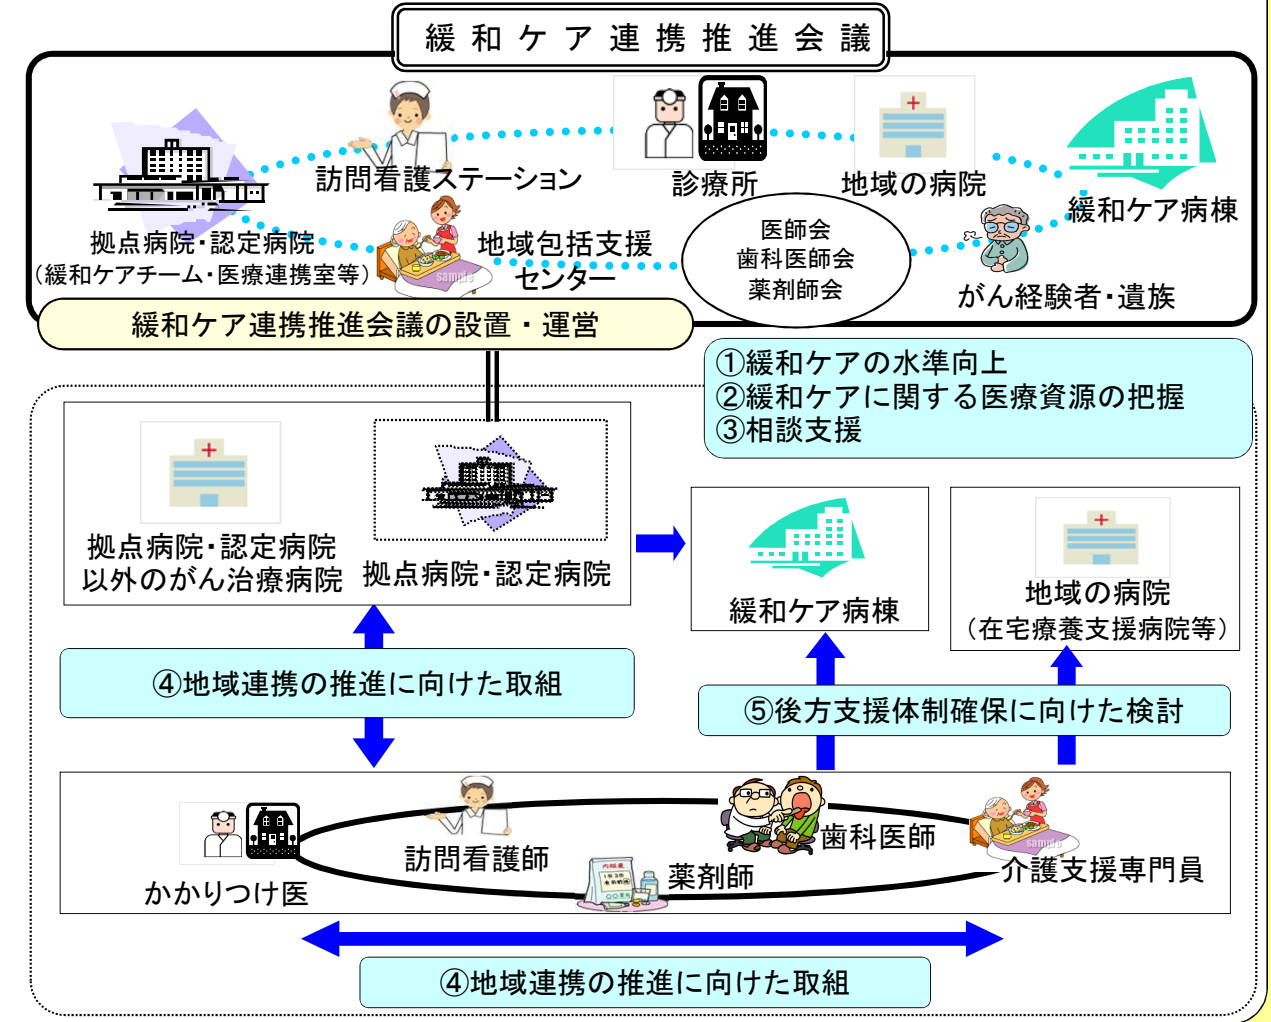 緩和ケア連携推進会議
訪問看護ステーション
診療所
地域の病院
緩和ケア病棟
拠点病院・認定病院
（緩和ケアチーム・医療連携室等）
地域包括支援
センター
sample
医師会
歯科医師会
薬剤師会
がん経験者・遺族
緩和ケア連携推進会議の設置・運営
①緩和ケアの水準向上
②緩和ケアに関する医療資源の把握
③相談支援
拠点病院・認定病院
以外のがん治療病院
拠点病院・認定病院
緩和ケア病棟
地域の病院
（在宅療養支援病院等）
④地域連携の推進に向けた取組
⑤後方支援体制確保に向けた検討
かかりつけ医
訪問看護師
薬剤師
歯科医師
介護支援専門員
sample
内服薬
④地域連携の推進に向けた取組